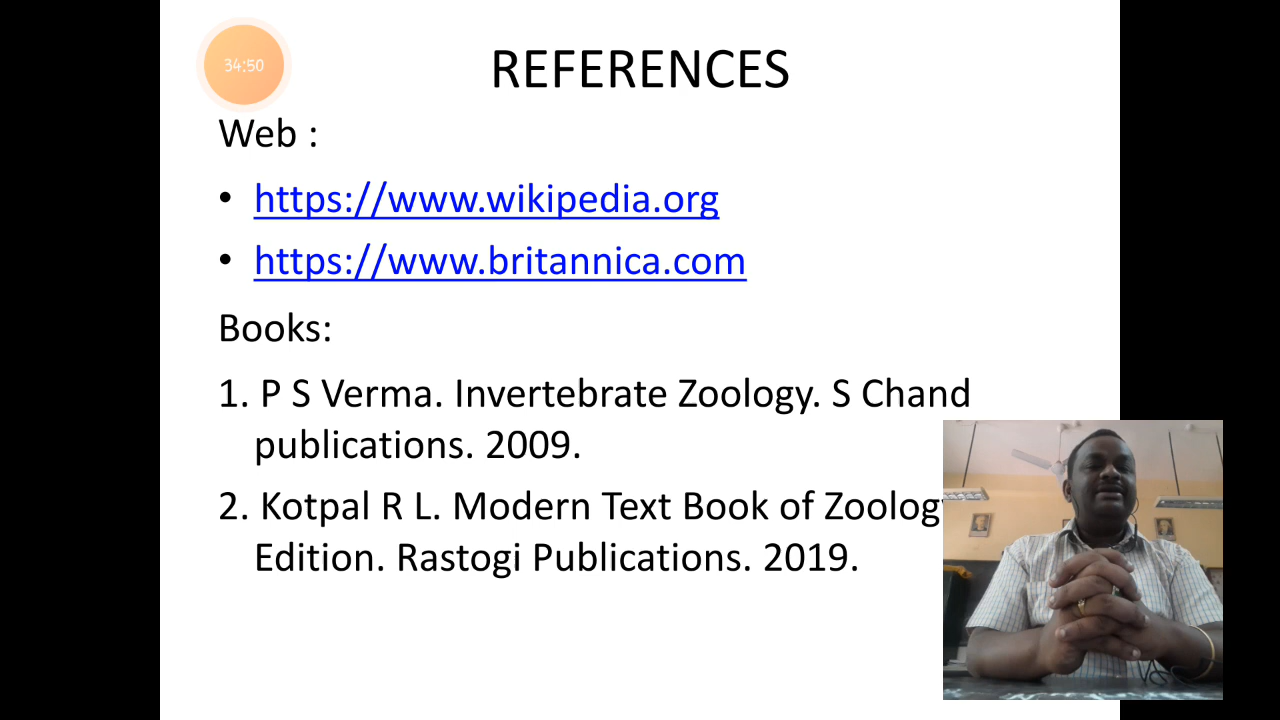 34:50
REFERENCES
Web :
• https://www.wikipedia.org
• https://www.britannica.com
Books:
1. P S Verma. Invertebrate Zoology. S Chand
publications. 2009.
2. Kotpal R L. Modern Text Book of
Edition. Rastogi Publications. 2019.